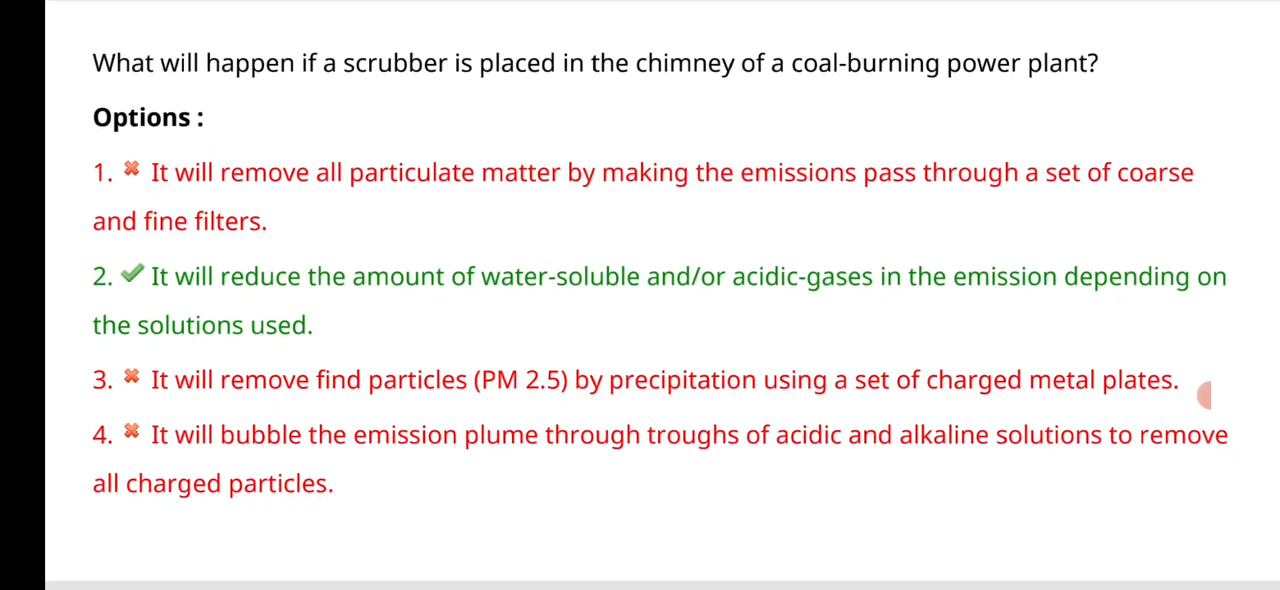 What will happen if a scrubber is placed in the chimney of a coal-burning power plant?
Options :
1. It will remove all particulate matter by making the emissions pass through a set of coarse
and fine filters.
2. It will reduce the amount of water-soluble and/or acidic-gases in the emission depending on
the solutions used.
3. It will remove find particles (PM 2.5) by precipitation using a set of charged metal plates.
4. It will bubble the emission plume through troughs of acidic and alkaline solutions to remove
all charged particles.